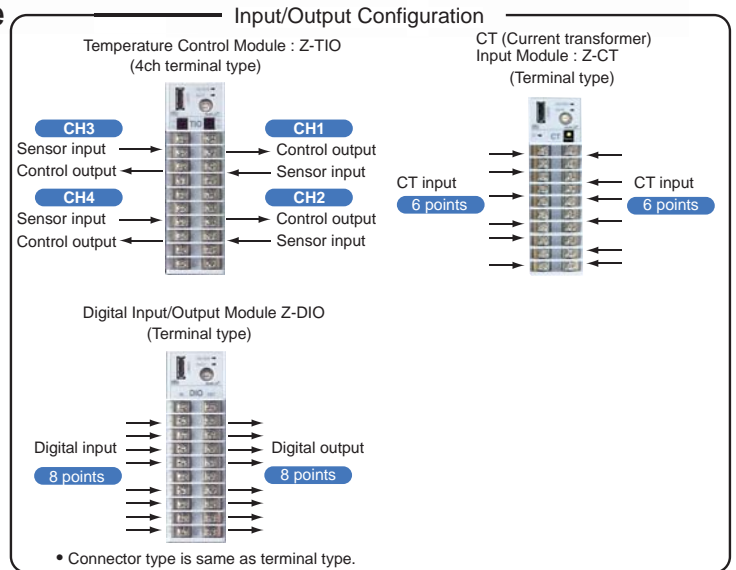 e
Input/Output Configuration
Temperature Control Module : Z-TIO
(4ch terminal type)
TIO
CH3
Sensor input
Control output
CH4
Sensor input
Control output
CH1
Control output
Sensor input
CH2
Control output
Sensor input
CT (Current transformer)
Input Module : Z-CT
(Terminal type)
CT
CT input
6 points
CT input
6 points
Digital Input/Output Module Z-DIO
(Terminal type)
DIO
Digital input
8 points
Digital output
8 points
• Connector type is same as terminal type.